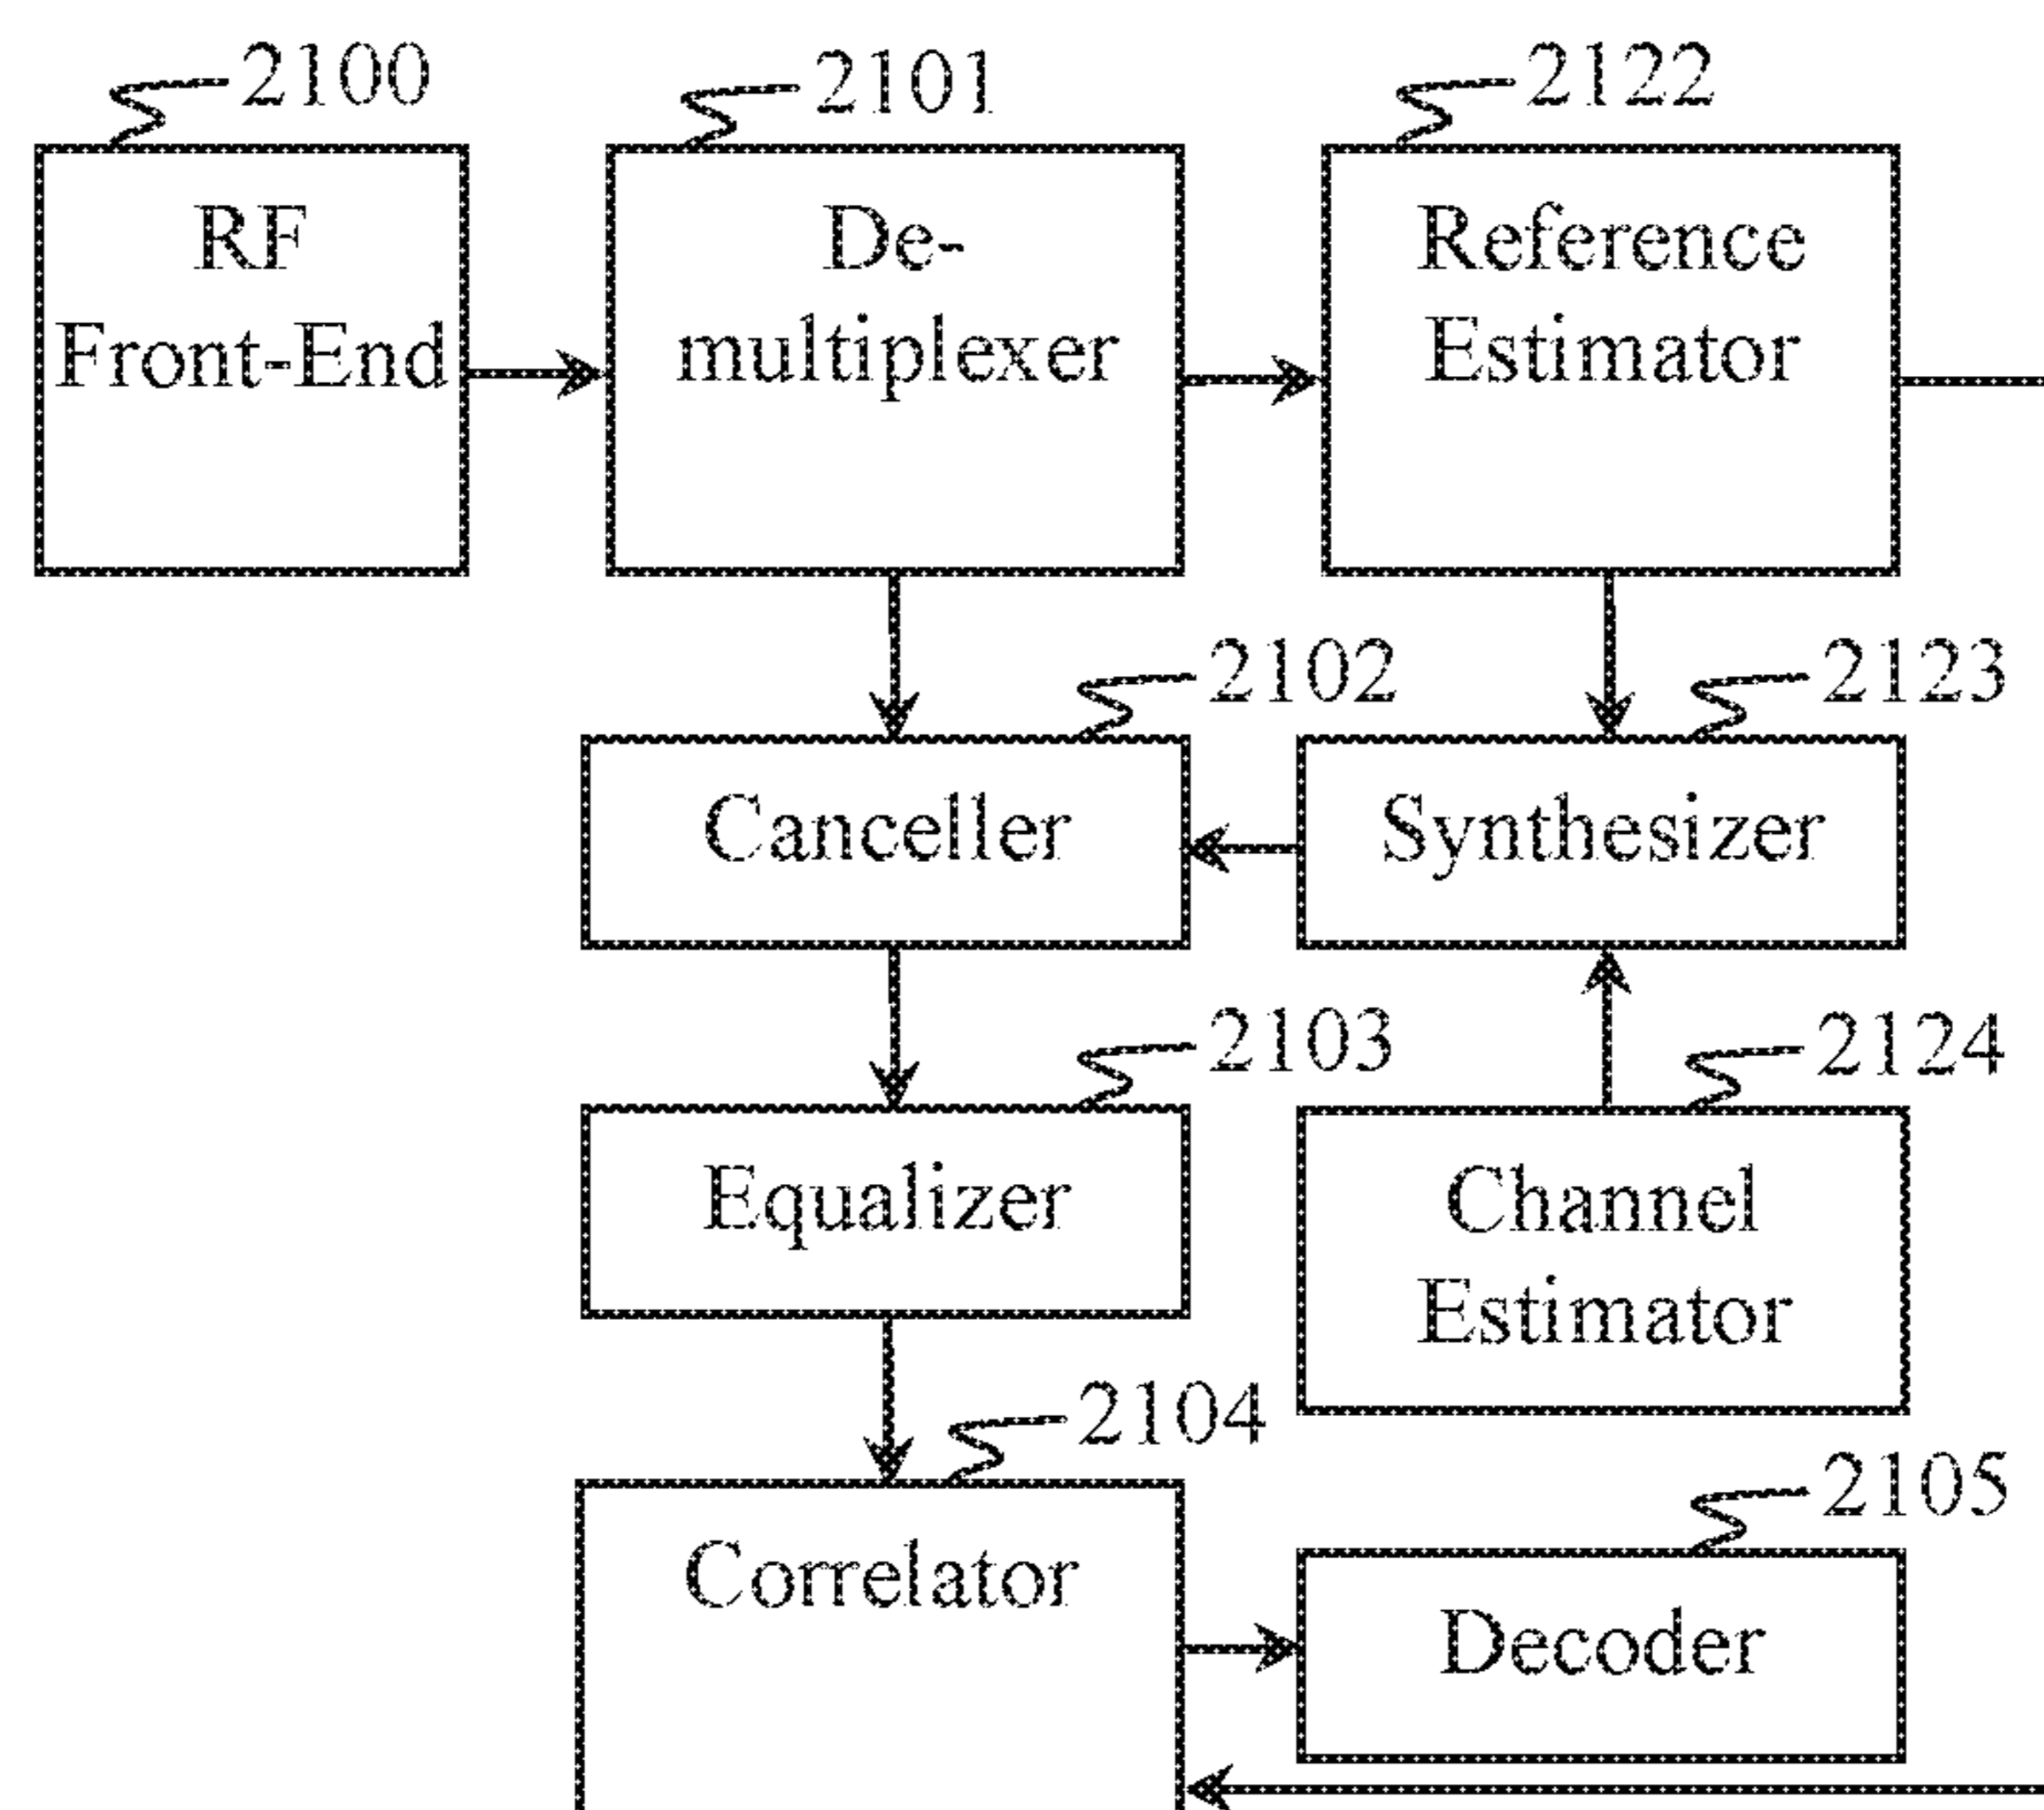 2100
2101
2122
RF
Front-End
De-
multiplexer
Reference
Estimator
2102
2123
Canceller
Synthesizer
2103
2124
Equalizer
Channel
Estimator
2104
2105
Correlator
Decoder